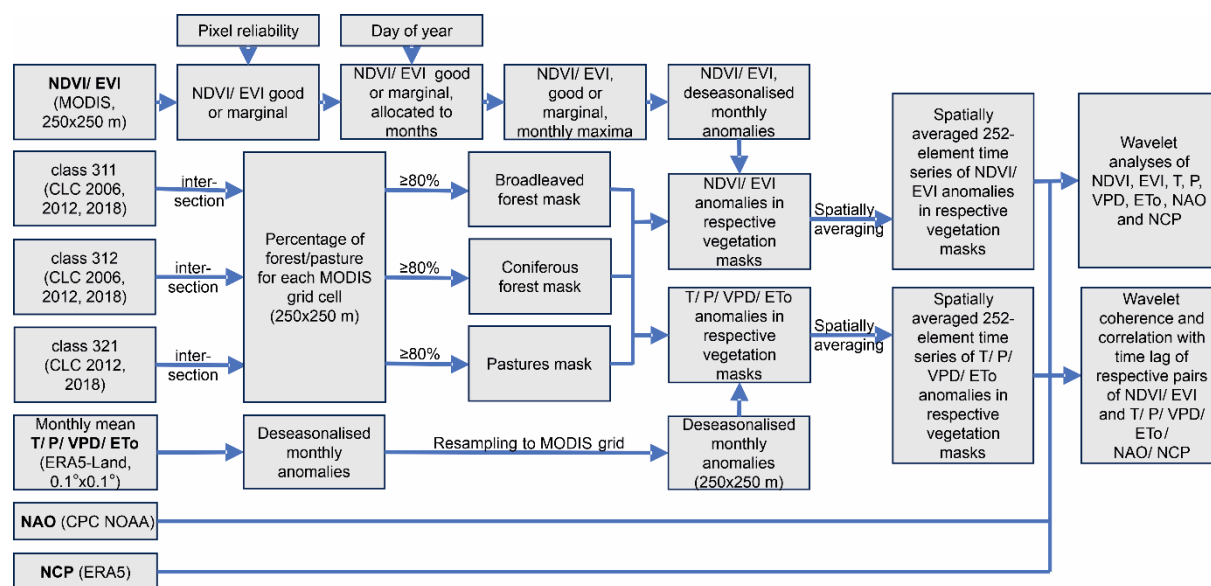 Pixel reliability
Day of year
NDVI/ EVI
(MODIS,
250x250 m)
NDVI/ EVI good
or marginal
NDVI/ EVI good
or marginal,
allocated to
months
NDVI/ EVI,
good or
marginal,
monthly maxima
NDVI/ EVI,
deseasonalised
monthly
anomalies
class 311
(CLC 2006,
2012, 2018)
inter-
section
class 312
(CLC 2006,
2012, 2018)
inter-
section
class 321
(CLC 2012,
2018)
inter-
section
Percentage of
forest/pasture
for each MODIS
grid cell
(250x250 m)
≥80%
Broadleaved
forest mask
≥80%
Coniferous
forest mask
≥80%
Pastures mask
NDVI/ EVI
anomalies in
respective
vegetation
masks
Spatially
averaging
Spatially
averaged 252-
element time
series of NDVI/
EVI anomalies
in respective
vegetation
masks
Wavelet
analyses of
NDVI, EVI, T, P,
VPD, ETo, NAO
and NCP
T/ P/ VPD/ ETo
anomalies in
respective
vegetation
masks
Spatially
averaging
Spatially
averaged 252-
element time
series of T/ P/
VPD/ ETo
anomalies in
respective
vegetation
masks
Wavelet
coherence and
correlation with
time lag of
respective pairs
of NDVI/ EVI
and T/ P/ VPD/
ETo/
NAO/ NCP
Monthly mean
T/ P/ VPD/ ETo
(ERA5-Land,
0.1°x0.1°)
Deseasonalised
monthly
anomalies
Resampling to MODIS grid
Deseasonalised
monthly
anomalies
(250x250 m)
NAO (CPC NOAA)
NCP (ERA5)